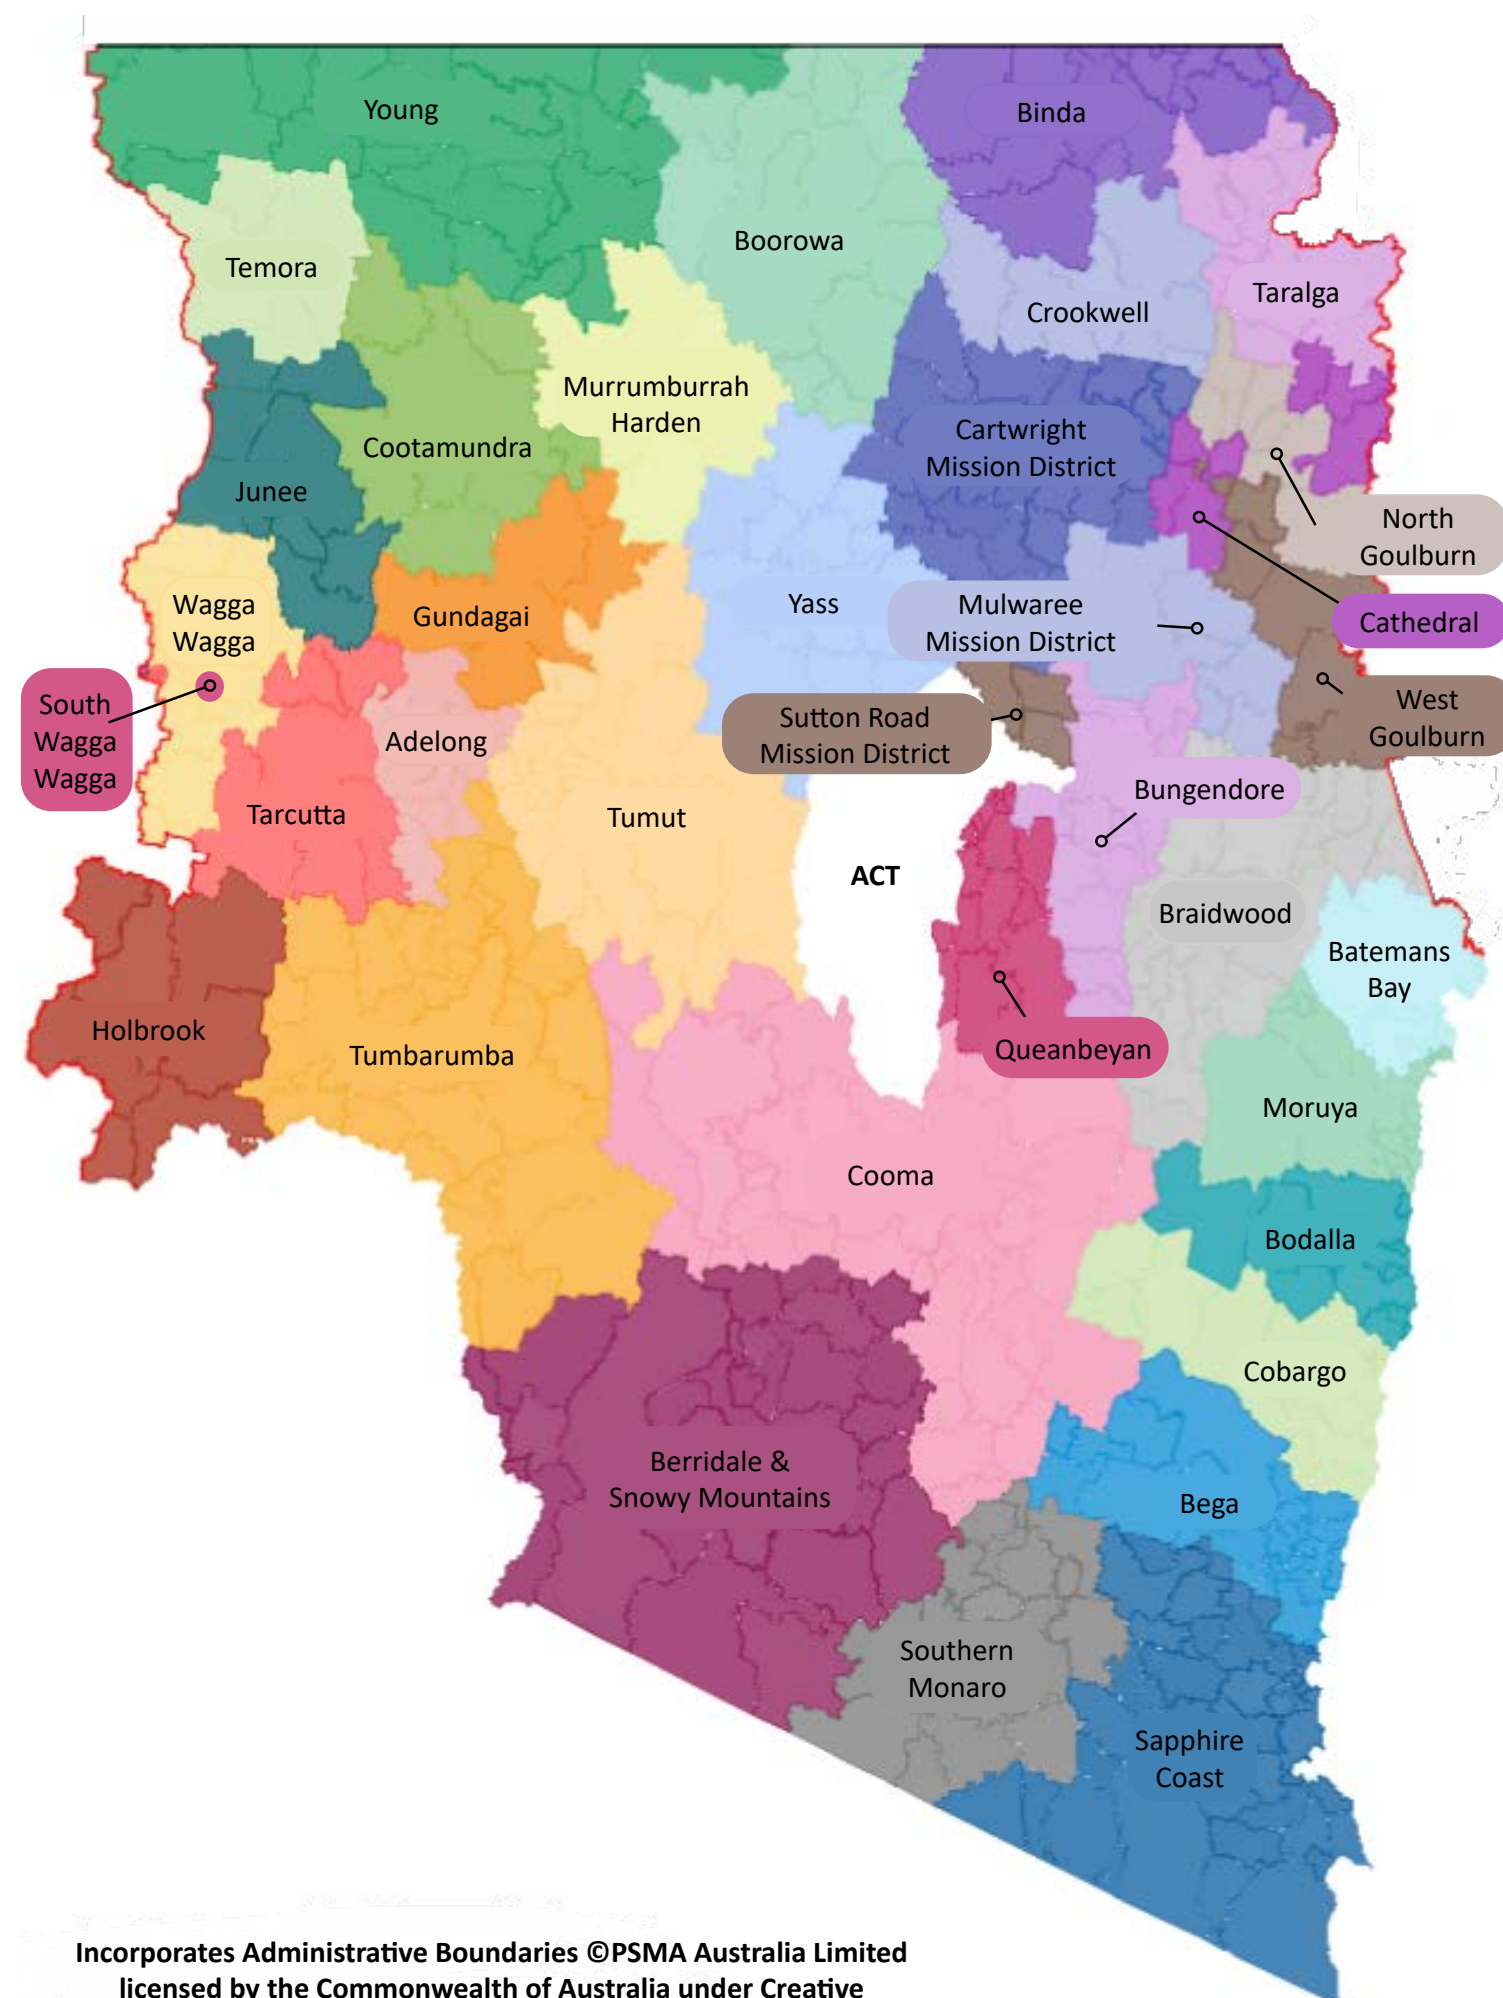 Young
Binda
Boorowa
Temora
Taralga
Crookwell
Murrumburrah
Harden
Cartwright
Mission District
Cootamundra
Junee
North
Goulburn
Wagga
Wagga
Gundagai
Yass
Mulwaree
Mission District
Cathedral
South
Wagga
Wagga
Adelong
Sutton Road
Mission District
West
Goulburn
Bungendore
Tarcutta
Tumut
ACT
Braidwood
Batemans
Bay
Holbrook
Tumbarumba
Queanbeyan
Moruya
Cooma
Bodalla
Cobargo
Berridale &
Snowy Mountains
Bega
Southern
Monaro
Sapphire
Coast
Incorporates Administrative Boundaries ©PSMA Australia Limited
licensed by the Commonwealth of Australia under Creative